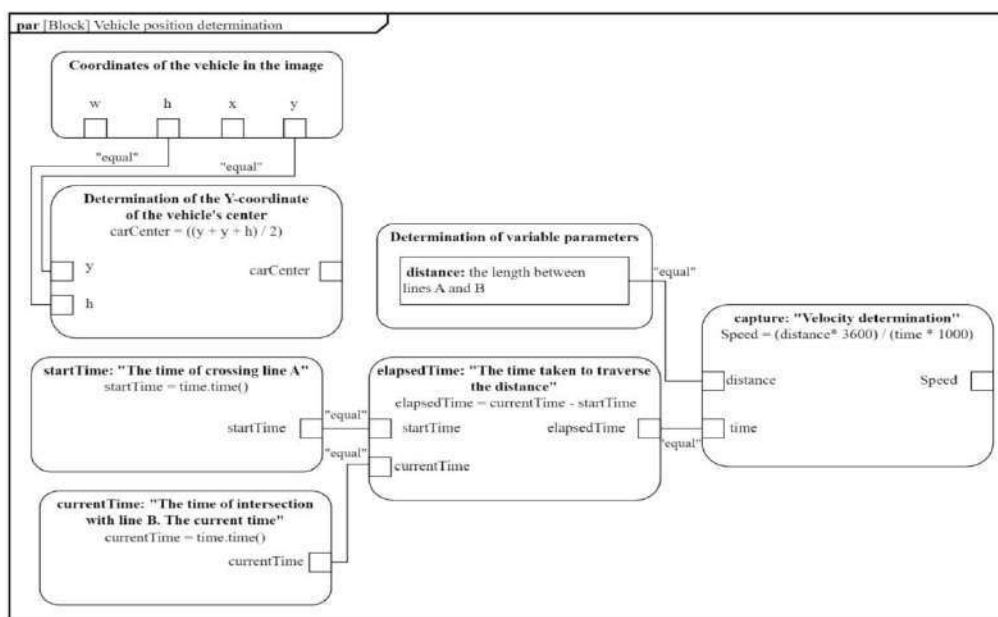 par [Block] Vehicle position determination
Coordinates of the vehicle in the image
w h x y
"equal"
"equal"
Determination of the Y-coordinate
of the vehicle's center
carCenter = ((y + y + h) / 2)
y
carCenter
h
Determination of variable parameters
distance: the length between
lines A and B
"equal"
capture: "Velocity determination"
Speed = (distance* 3600) / (time * 1000)
distance
Speed
time
startTime: "The time of crossing line A"
startTime = time.time()
startTime
"equal"
"equal"
elapsedTime: "The time taken to traverse
the distance"
elapsedTime = currentTime - startTime
startTime
elapsedTime
currentTime
"equal"
currentTime: "The time of intersection
with line B. The current time"
currentTime = time.time()
currentTime